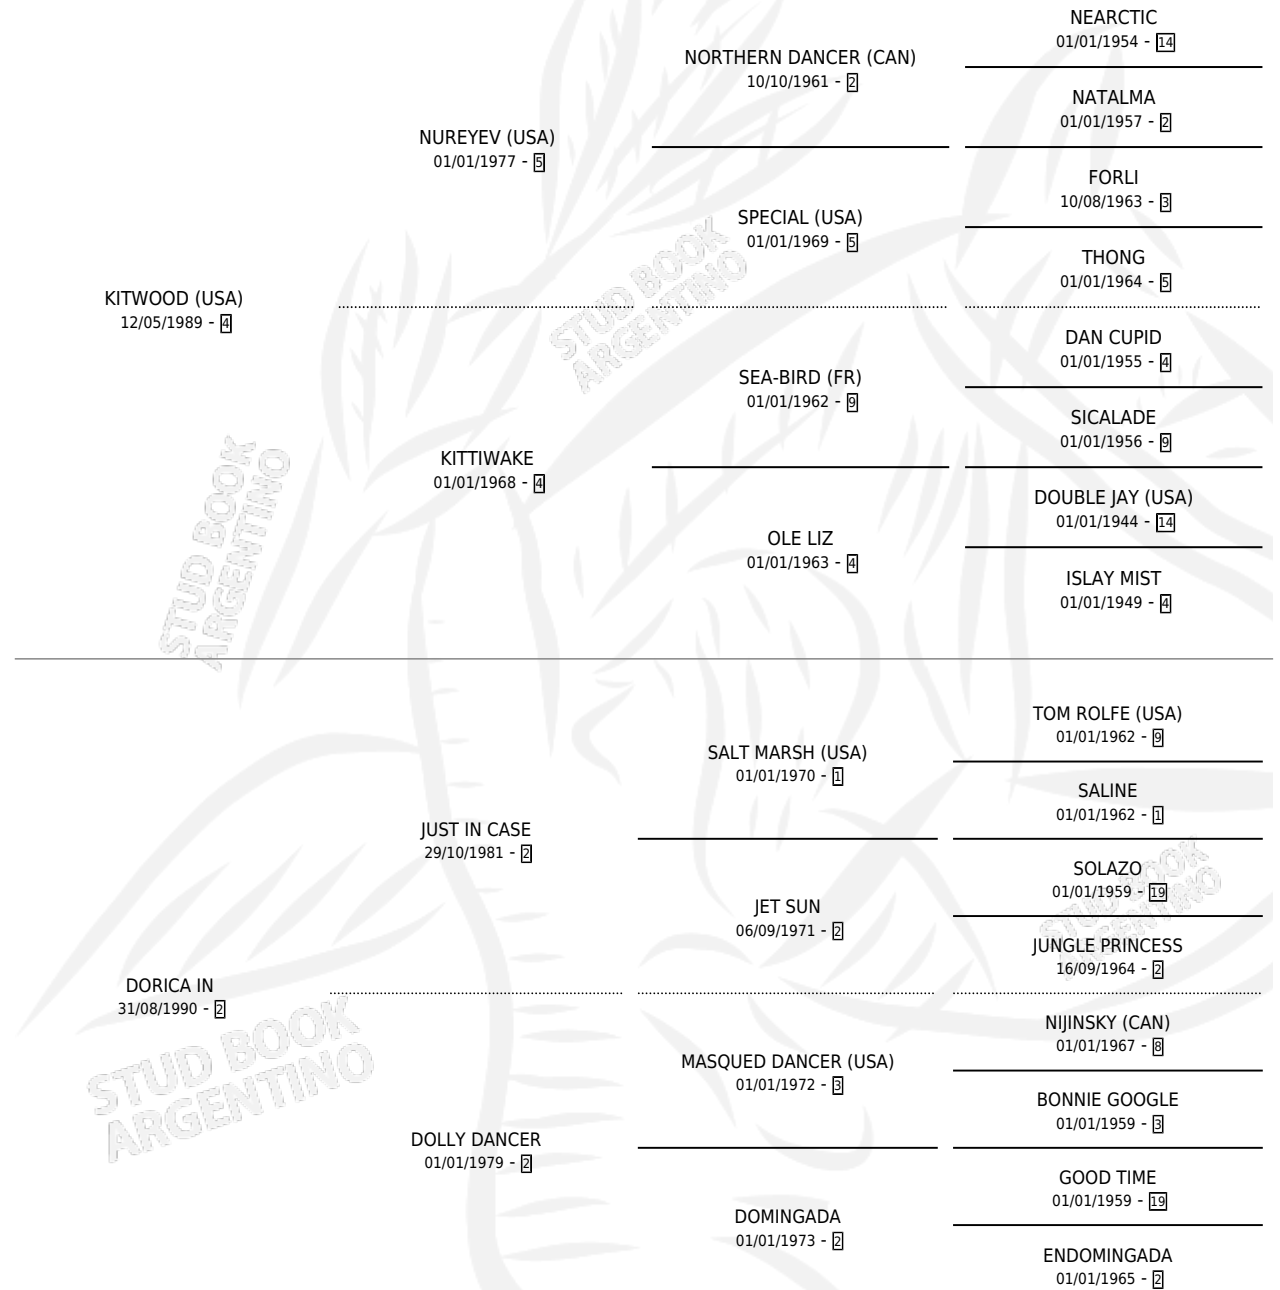 NEARCTIC
01/01/1954 - 14
NORTHERN DANCER (CAN)
10/10/1961 - 2
NATALMA
01/01/1957 - 2
NUREYEV (USA)
01/01/1977 - 5
FORLI
10/08/1963 - 3
SPECIAL (USA)
01/01/1969 - 5
THONG
01/01/1964 - 5
KITWOOD (USA)
12/05/1989 - 4
DAN CUPID
01/01/1955 - 4
SEA-BIRD (FR)
01/01/1962 - 9
SICALADE
01/01/1956 - 9
KITTIWAKE
01/01/1968 - 4
DOUBLE JAY (USA)
01/01/1944 - 14
OLE LIZ
01/01/1963 - 4
ISLAY MIST
01/01/1949 - 4
TOM ROLFE (USA)
01/01/1962 - 9
SALT MARSH (USA)
01/01/1970 - 1
SALINE
01/01/1962 - 1
JUST IN CASE
29/10/1981 - 2
SOLAZO
01/01/1959 - 19
JET SUN
06/09/1971 - 2
JUNGLE PRINCESS
16/09/1964 - 2
DORICA IN
31/08/1990 - 2
NIJINSKY (CAN)
01/01/1967 - 8
MASQUED DANCER (USA)
01/01/1972 - 3
BONNIE GOOGLE
01/01/1959 - 3
DOLLY DANCER
01/01/1979 - 2
GOOD TIME
01/01/1959 - 19
DOMINGADA
01/01/1973 - 2
ENDOMINGADA
01/01/1965 - 2
STUD BOOK
ARGENTINO
STUD BOOK
ARGENTINO
STUD BOOK
ARGENTINO
STUD BOOK
ARGENTINO